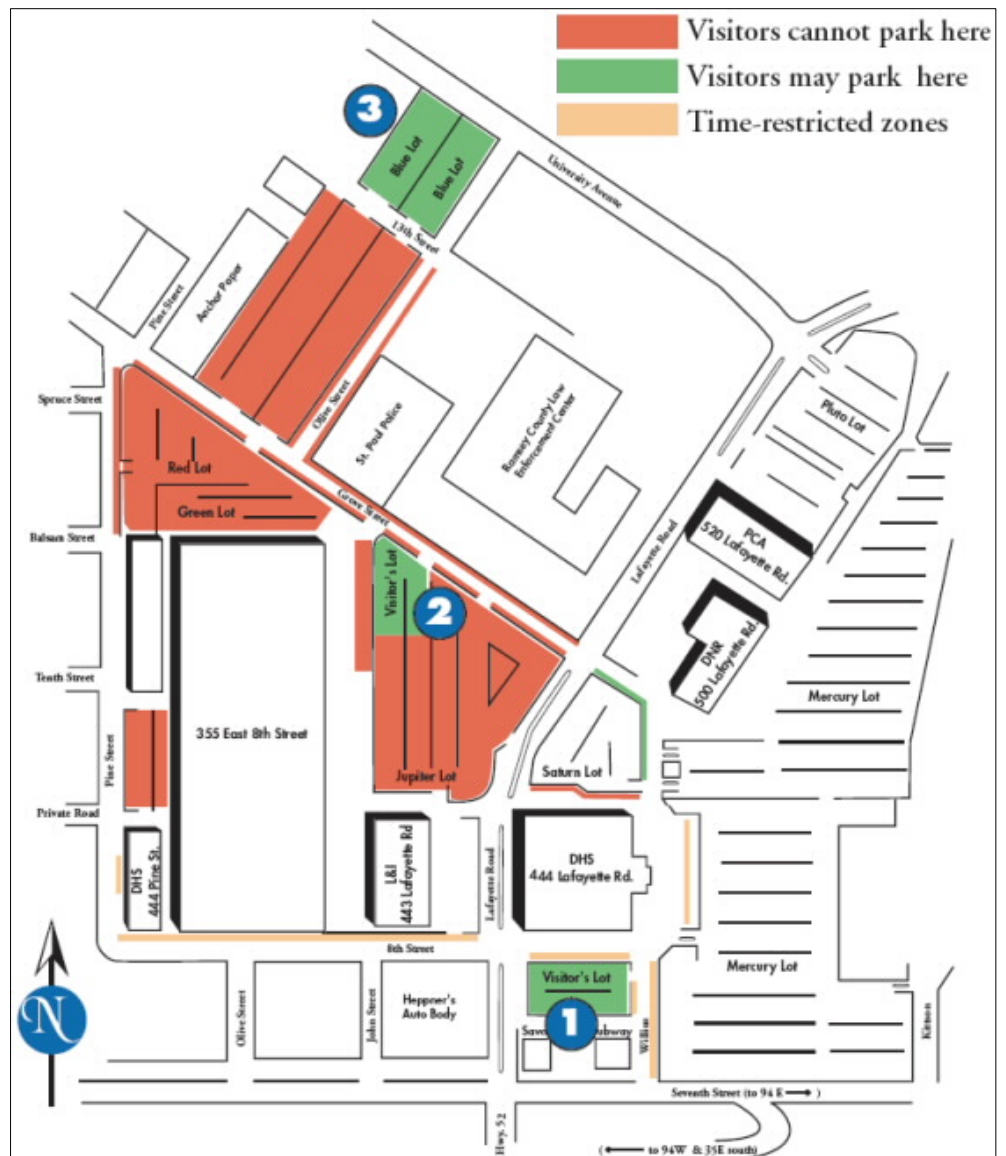 Visitors cannot park here
Visitors may park here
Time-restricted zones
3
Blue Lot
Blue Lot
University Avenue
13th Street
Pine Street
Anchor Paper
Olive Street
St. Paul Police
Ramsey County Law
Enforcement Center
Spruce Street
Red Lot
Green Lot
Grove Street
Lafayette Road
Pluto Lot
PCA
520 Lafayette Rd.
Balsam Street
Visitor's Lot
2
DNR
500 Lafayette Rd.
Tenth Street
Mercury Lot
355 East 8th Street
Pine Street
Jupiter Lot
Saturn Lot
Private Road
DHS
444 Pine St.
L&I
443 Lafayette Rd
Lafayette Road
DHS
444 Lafayette Rd.
8th Street
Visitor's Lot
Mercury Lot
N
Olive Street
John Street
Heppner's
Auto Body
1
Willius
Kittson
Seventh Street (to 94 E )
Hwy. 52
( to 94W & 35E south)